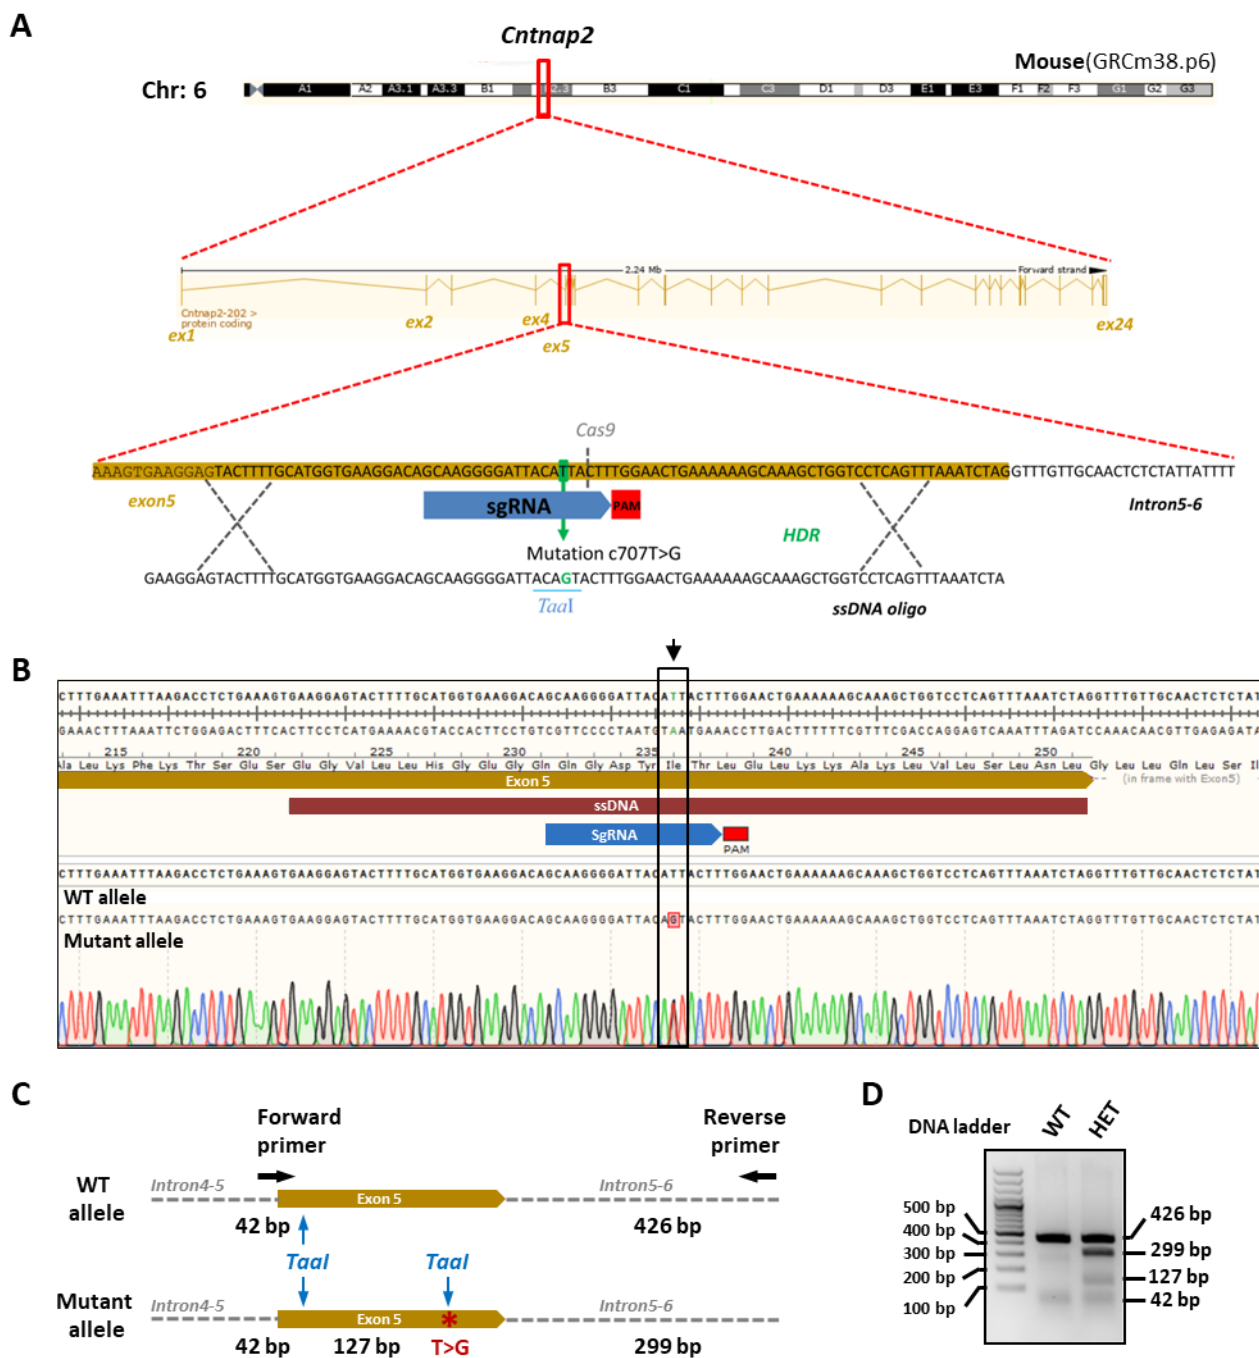 A
Cntnap2
Mouse(GRCm38.p6)
Chr: 6
A1 A2 A3.1 A3.3 B1 B2.3 B3 C1 C3 D1 D3 E1 E3 F1 F2 F3 G1 G2 G3
2.24 Mb
Forward strand
Cntnap2-202 >
protein coding
ex1
ex2
ex4
ex5
ex24
Cas9
AAAGTGAAGGAGTACTTTTGCATGGTGAAGGACAGCAAGGGGATTACATTACTTTGGAACTGAAAAAAGCAAAGCTGGTCCTCAGTTTAAATCTAGGTTTGTTGCAACTCTCTATTATTTT
exon5
sgRNA
PAM
Intron5-6
HDR
Mutation c707T>G
GAAGGAGTACTTTTGCATGGTGAAGGACAGCAAGGGGATTACAGTACTTTGGAACTGAAAAAAGCAAAGCTGGTCCTCAGTTTAAATCTA
TaaI
ssDNA oligo
B
CTTTGAAATTTAAGACCTCTGAAAGTGAAGGAGTACTTTTGCATGGTGAAGGACAGCAAGGGGATTACATTACTTTGGAACTGAAAAAAGCAAAGCTGGTCCTCAGTTTAAATCTAGGTTTGTTGCAACTCTCTAT
GAAACTTTAAATTCTGGAGACTTTCACTTCCTCATGAAAACGTACCACTTCCTGTCGTTCCCCTAATGTAATGAAACCTTGACTTTTTTCGTTTCGACCAGGAGTCAAATTTAGATCCAAACAACGTTGAGAGATA
215 220 225 230 235 240 245 250
Ala Leu Lys Phe Lys Thr Ser Glu Ser Glu Gly Val Leu Leu His Gly Glu Gly Gln Gln Gly Asp Tyr Ile Thr Leu Glu Leu Lys Lys Ala Lys Leu Val Leu Ser Leu Asn Leu Gly Leu Leu Gln Leu Ser Il
Exon 5
(in frame with Exon5)
ssDNA
SgRNA
PAM
CTTTGAAATTTAAGACCTCTGAAAGTGAAGGAGTACTTTTGCATGGTGAAGGACAGCAAGGGGATTACATTACTTTGGAACTGAAAAAAGCAAAGCTGGTCCTCAGTTTAAATCTAGGTTTGTTGCAACTCTCTAT
WT allele
CTTTGAAATTTAAGACCTCTGAAAGTGAAGGAGTACTTTTGCATGGTGAAGGACAGCAAGGGGATTACAGTACTTTGGAACTGAAAAAAGCAAAGCTGGTCCTCAGTTTAAATCTAGGTTTGTTGCAACTCTCTAT
Mutant allele
C
Forward
primer
Reverse
primer
WT
allele
Intron4-5
Exon 5
Intron5-6
42 bp
426 bp
TaaI
TaaI
Mutant
allele
Intron4-5
Exon 5
*
Intron5-6
42 bp
127 bp
T>G
299 bp
D
DNA ladder
WT
HET
500 bp
400 bp
300 bp
200 bp
100 bp
426 bp
299 bp
127 bp
42 bp